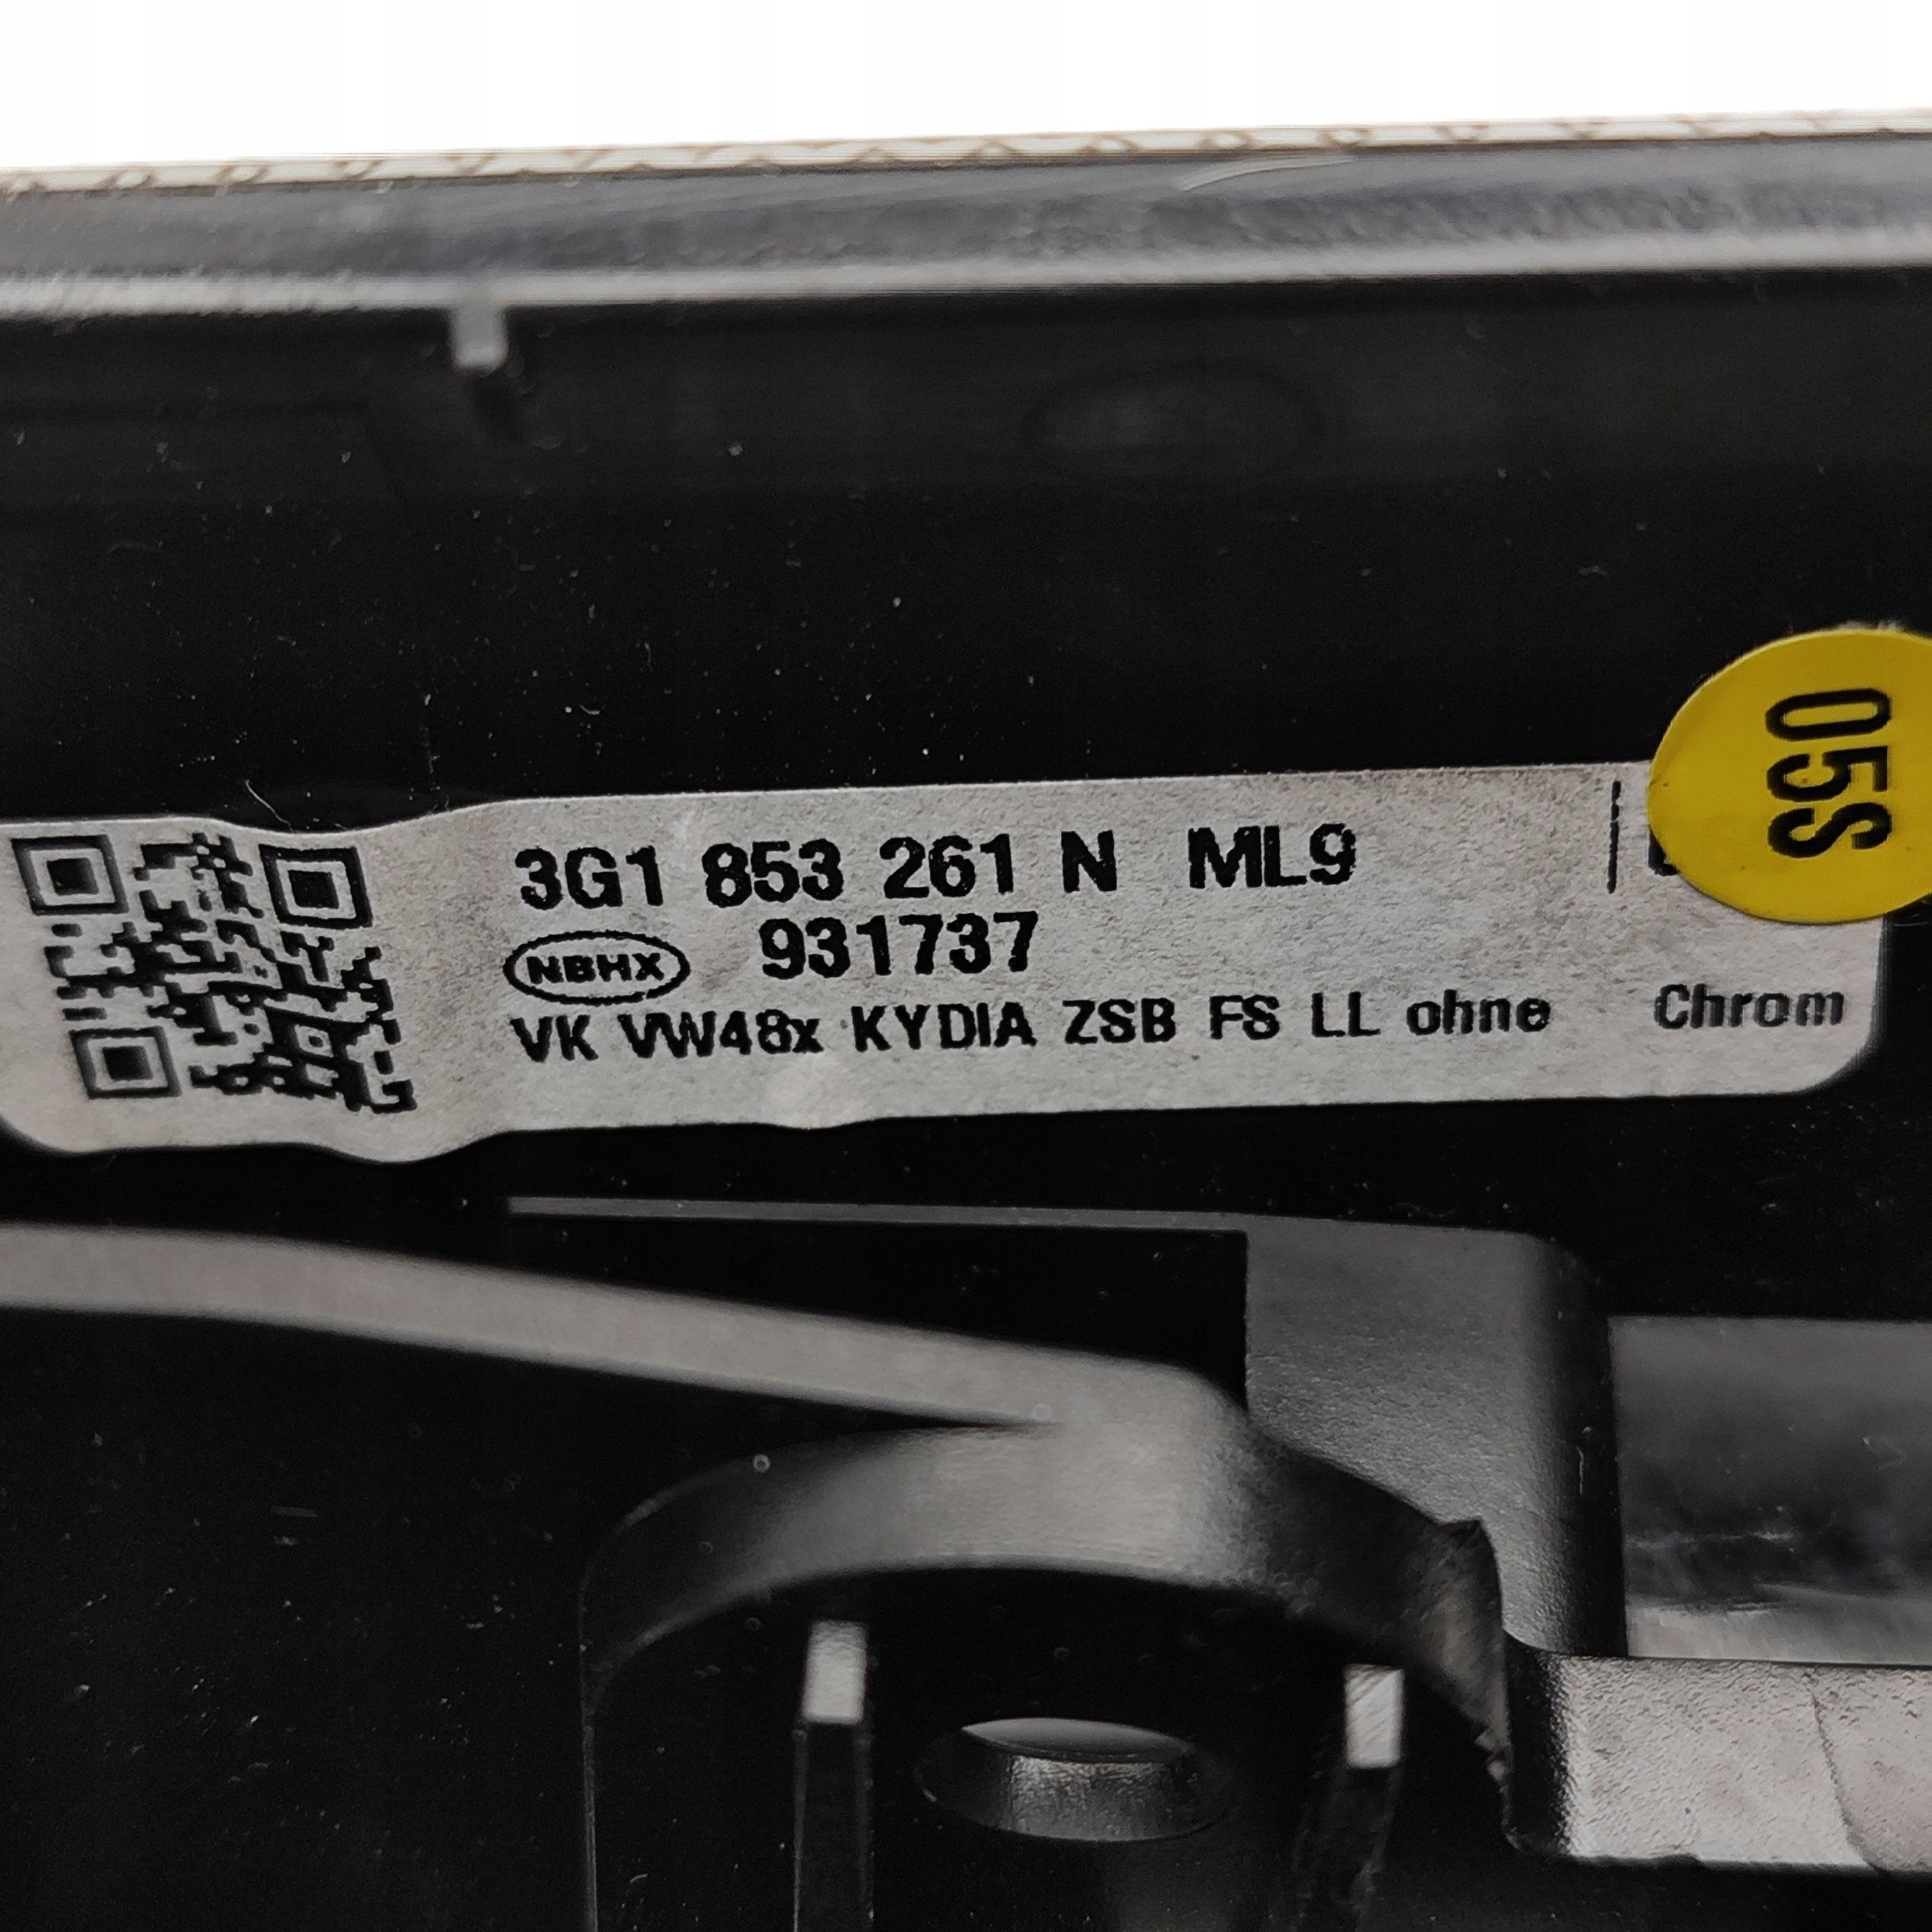 3G1 853 261 N ML9
NBHX 931737
VK VW48x KYDIA ZSB FS LL ohne Chrom
05S